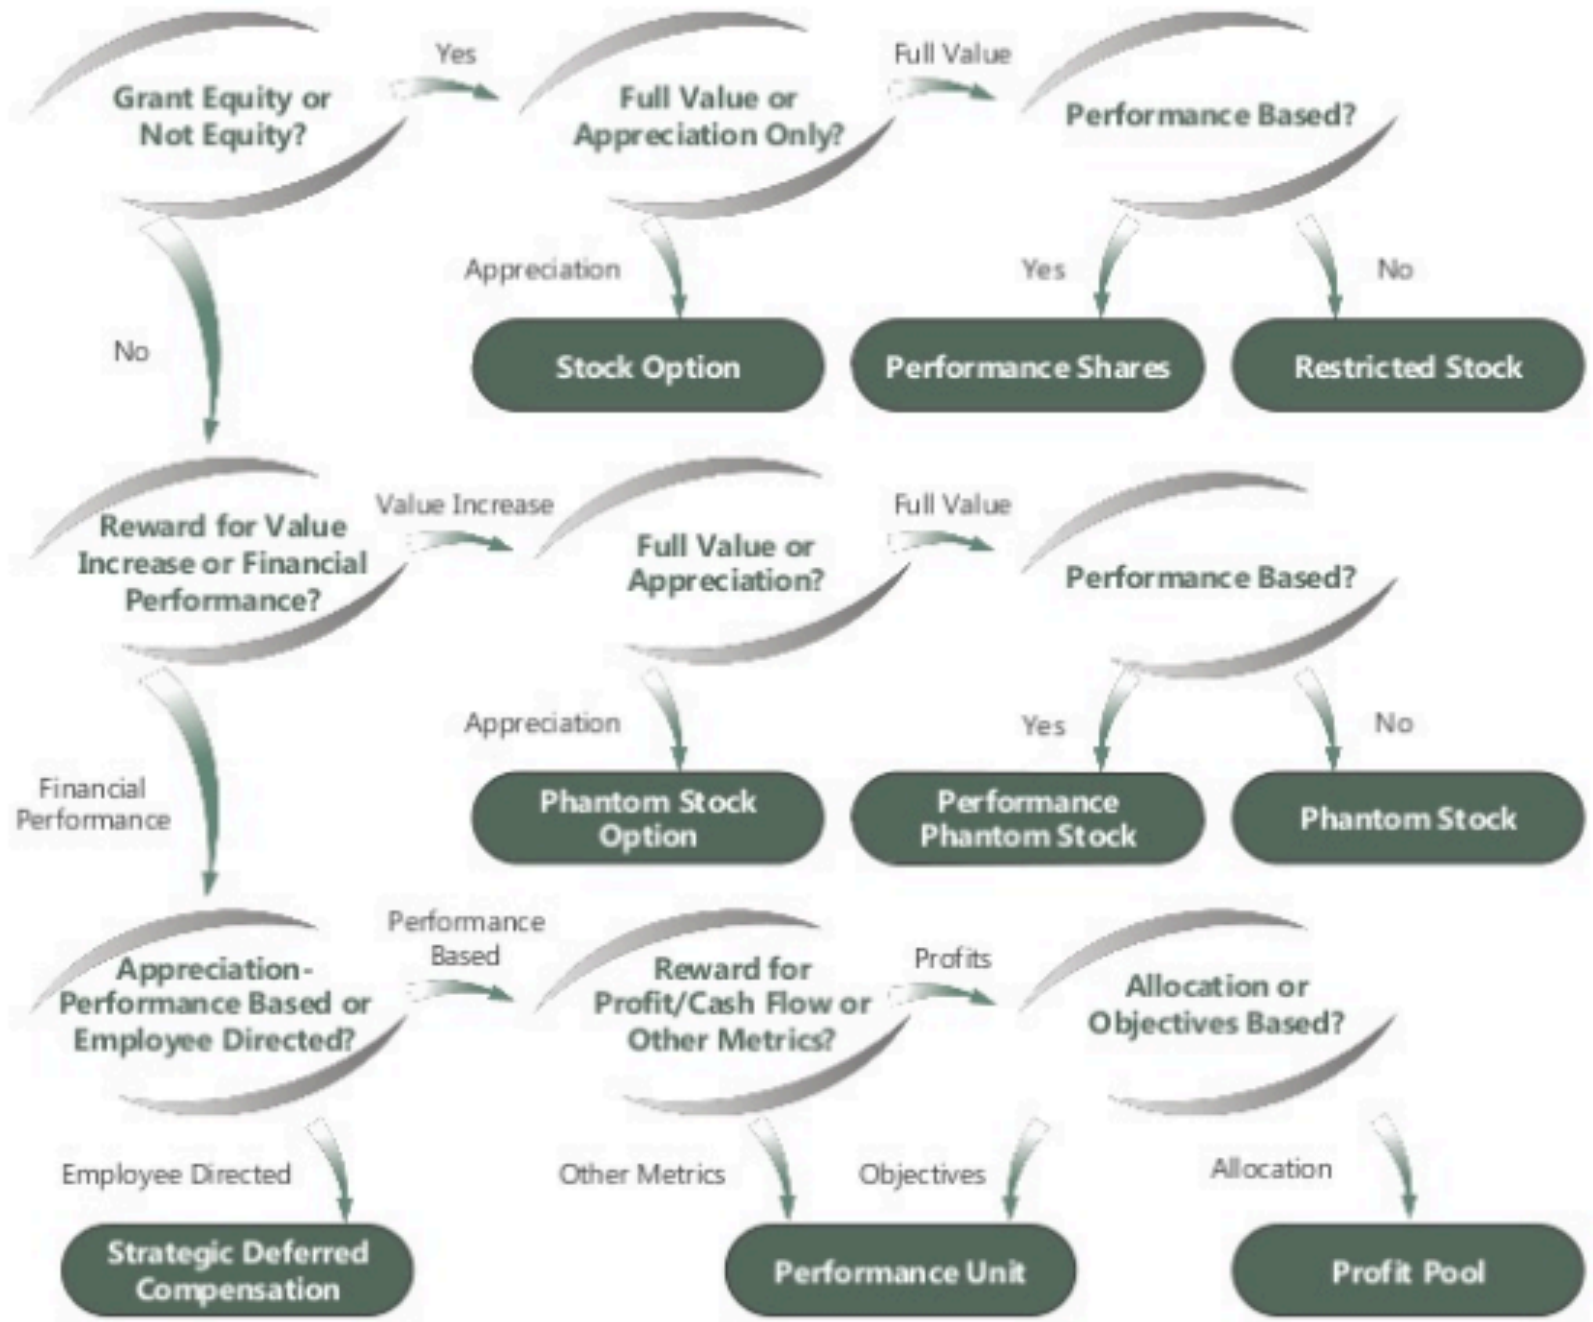 Yes
Full Value
Grant Equity or
Not Equity?
Full Value or
Appreciation Only?
Performance Based?
Appreciation
Yes
No
No
Stock Option
Performance Shares
Restricted Stock
Value Increase
Full Value
Reward for Value
Increase or Financial
Performance?
Full Value or
Appreciation?
Performance Based?
Appreciation
Yes
No
Financial
Performance
Phantom Stock
Option
Performance
Phantom Stock
Phantom Stock
Performance
Based
Profits
Appreciation-
Performance Based or
Employee Directed?
Reward for
Profit/Cash Flow or
Other Metrics?
Allocation or
Objectives Based?
Employee Directed
Other Metrics
Objectives
Allocation
Strategic Deferred
Compensation
Performance Unit
Profit Pool